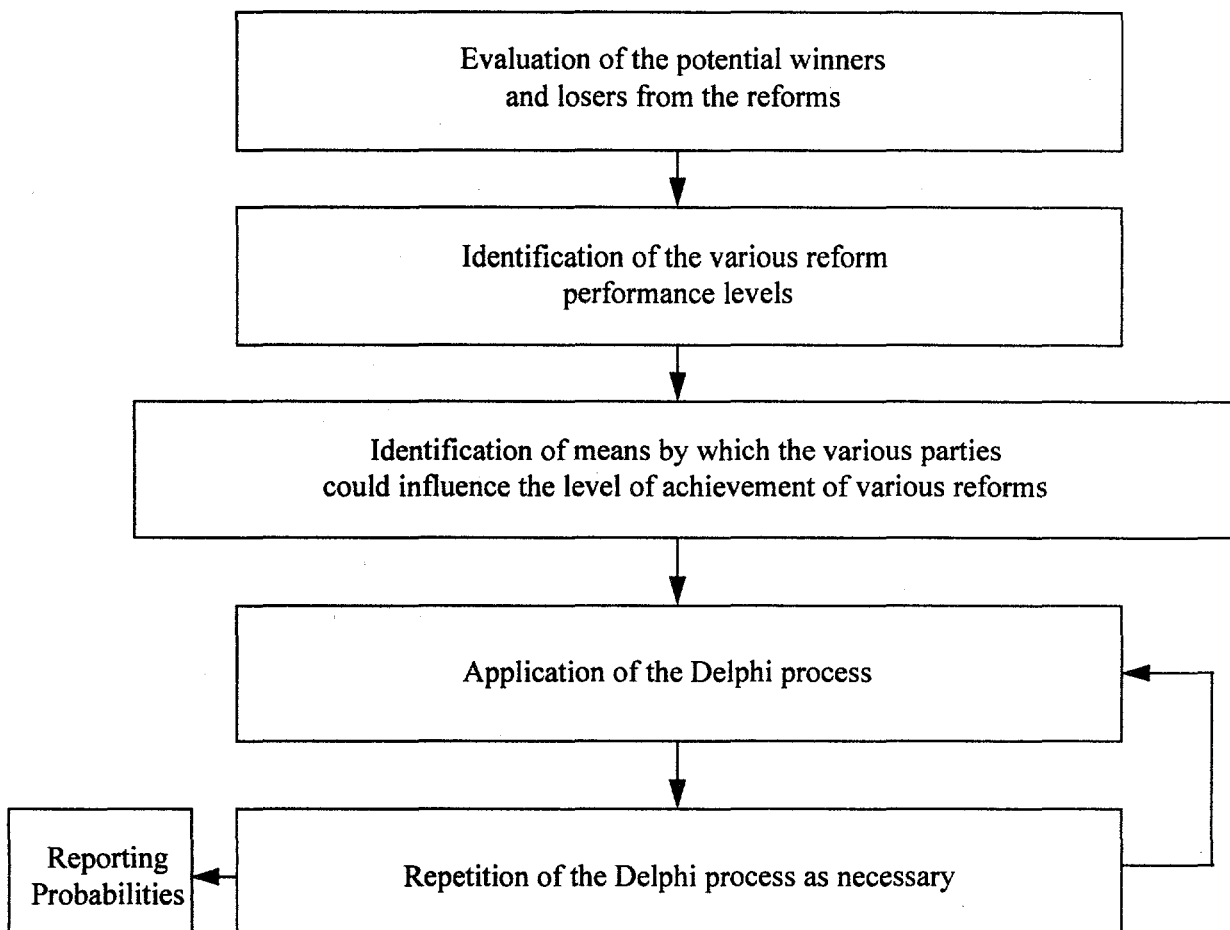 Evaluation of the potential winners
and losers from the reforms
Identification of the various reform
performance levels
Identification of means by which the various parties
could influence the level of achievement of various reforms
Application of the Delphi process
Reporting
Probabilities
Repetition of the Delphi process as necessary